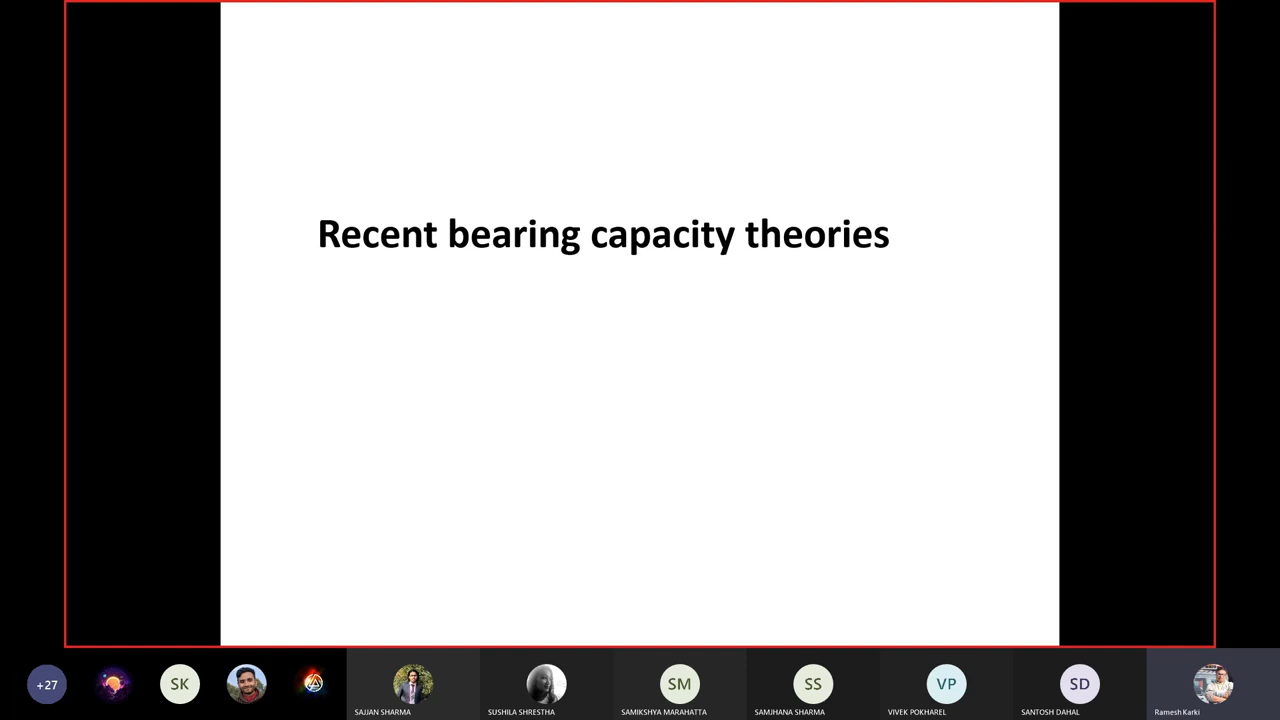 Recent bearing capacity theories
+27
SK
SM
SS
VP
SD
SAJJAN SHARMA
SUSHILA SHRESTHA
SAMIKSHYA MARAHATTA
SAMJHANA SHARMA
VIVEK POKHAREL
SANTOSH DAHAL
Ramesh Karki